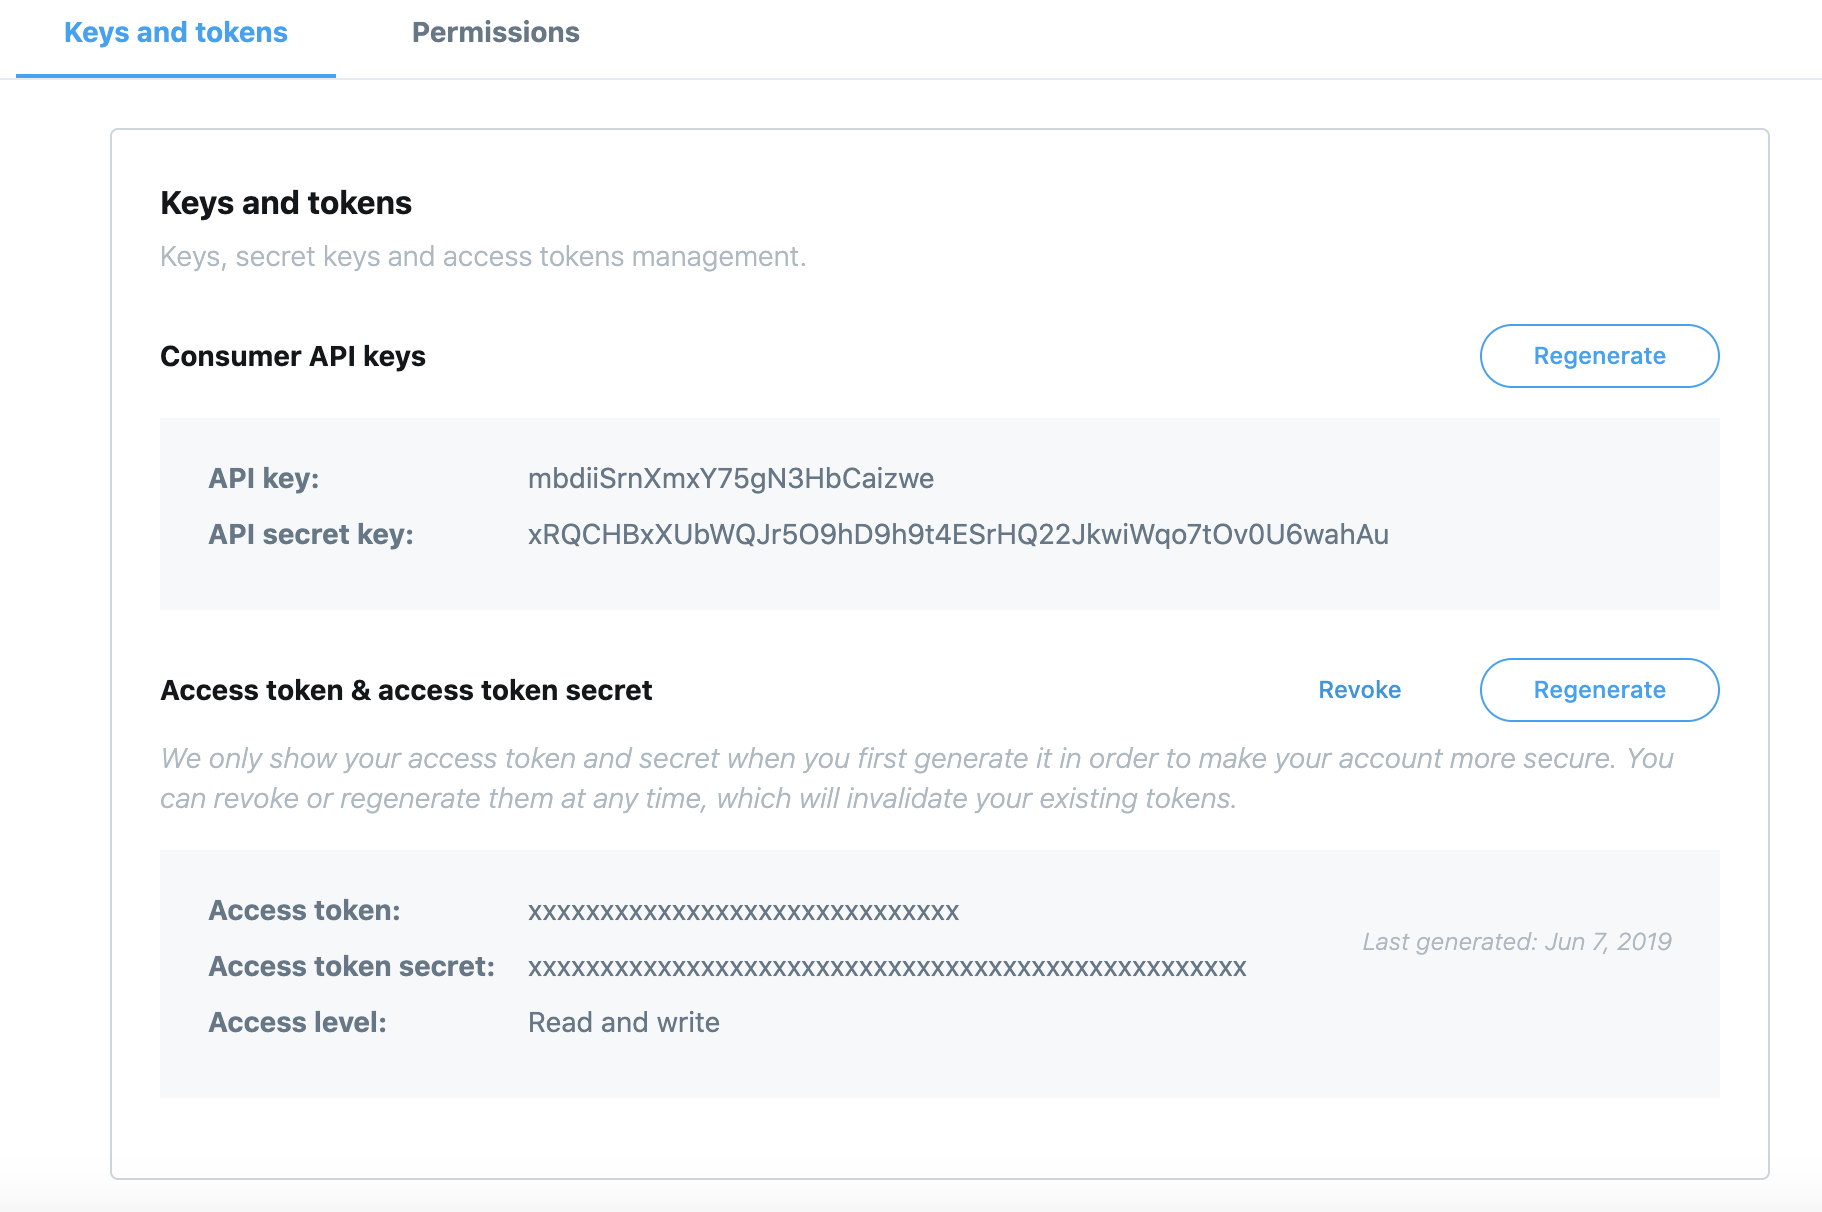 Keys and tokens Permissions
Keys and tokens
Keys, secret keys and access tokens management.
Consumer API keys Regenerate
API key: mbdiiSrnXmxY75gN3HbCaizwe
API secret key: xRQCHBxXUbWQJr5O9hD9h9t4ESrHQ22JkwiWqo7tOv0U6wahAu
Access token & access token secret Revoke Regenerate
We only show your access token and secret when you first generate it in order to make your account more secure. You
can revoke or regenerate them at any time, which will invalidate your existing tokens.
Access token: xxxxxxxxxxxxxxxxxxxxxxxxxxxxxx
Last generated: Jun 7, 2019
Access token secret: xxxxxxxxxxxxxxxxxxxxxxxxxxxxxxxxxxxxxxxxxxxxxxxxxx
Access level: Read and write